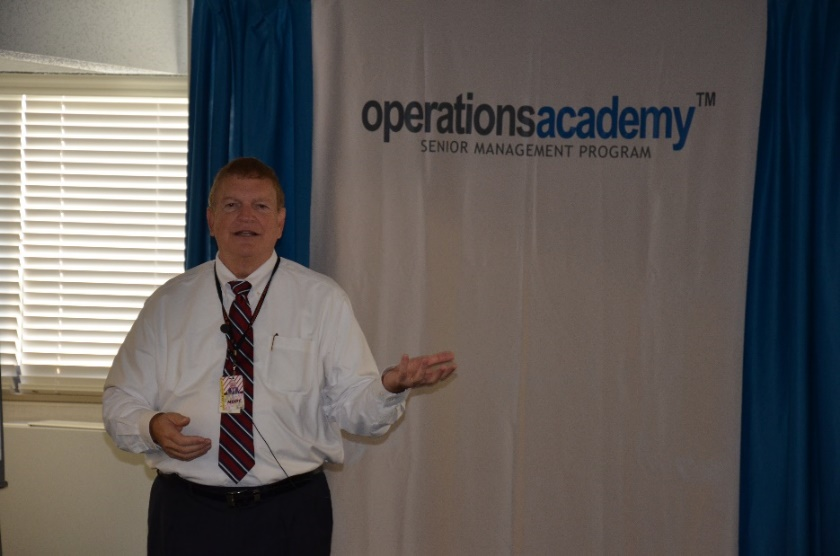 operationsacademy™
SENIOR MANAGEMENT PROGRAM